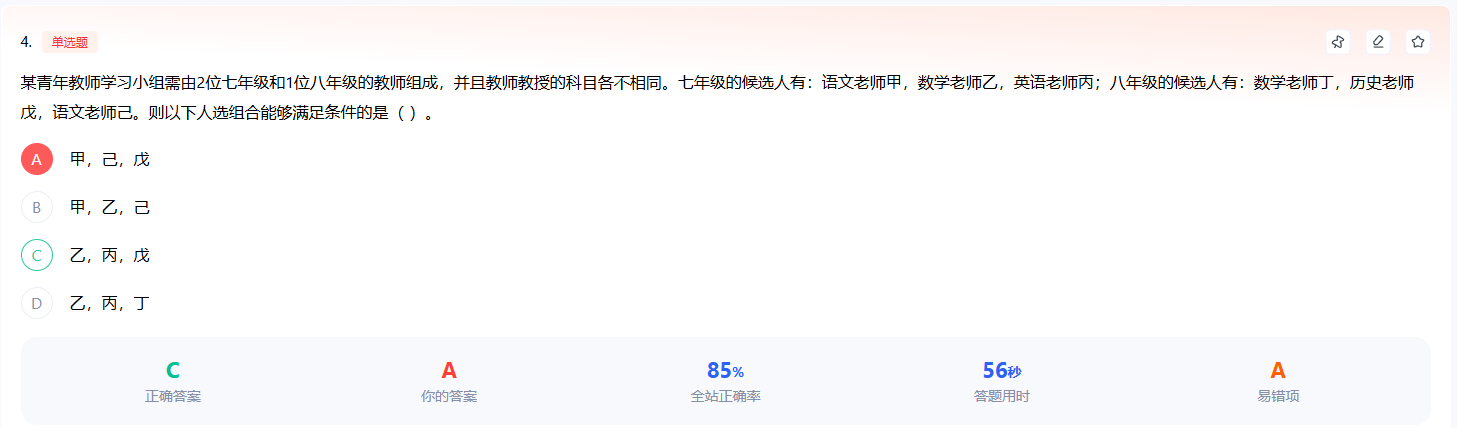 4. 单选题
某青年教师学习小组需由2位七年级和1位八年级的教师组成，并且教师教授的科目各不相同。七年级的候选人有：语文老师甲，数学老师乙，英语老师丙；八年级的候选人有：数学老师丁，历史老师
戊，语文老师己。则以下人选组合能够满足条件的是（ ）。
A 甲，己，戊
B 甲，乙，己
C 乙，丙，戊
D 乙，丙，丁
C A 85% 56秒 A
正确答案 你的答案 全站正确率 答题用时 易错项